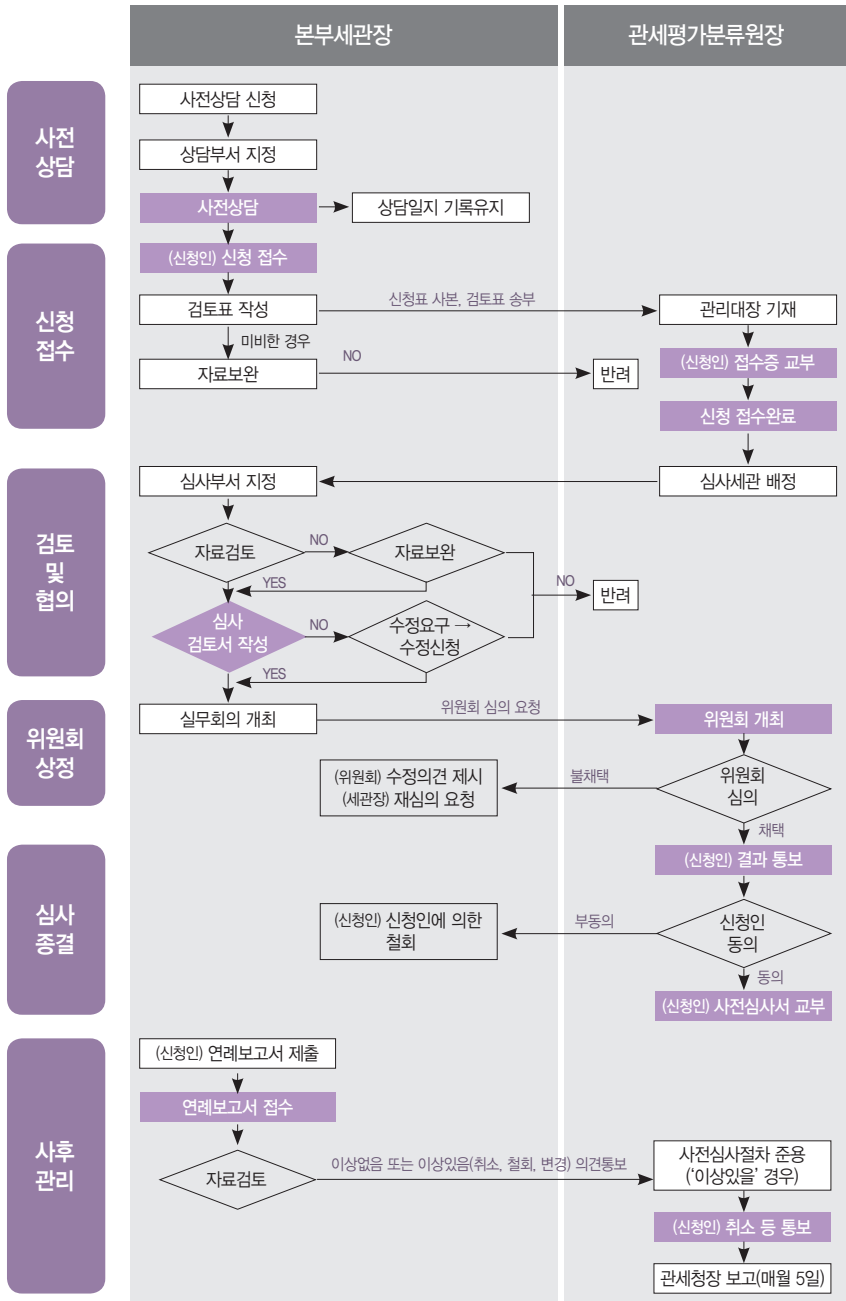 본부세관장
관세평가분류원장
사전
상담
사전상담 신청
상담부서 지정
사전상담
상담일지 기록유지
신청
접수
(신청인) 신청 접수
검토표 작성
신청표 사본, 검토표 송부
관리대장 기재
미비한 경우
자료보완
NO
반려
(신청인) 접수증 교부
신청 접수완료
검토
및
협의
심사부서 지정
심사세관 배정
자료검토
NO
자료보완
YES
NO
반려
심사
검토서 작성
NO
수정요구 →
수정신청
YES
위원회
상정
실무회의 개최
위원회 심의 요청
위원회 개최
(위원회) 수정의견 제시
(세관장) 재심의 요청
불채택
위원회
심의
채택
심사
종결
(신청인) 결과 통보
(신청인) 신청인에 의한
철회
부동의
신청인
동의
동의
(신청인) 사전심사서 교부
사후
관리
(신청인) 연례보고서 제출
연례보고서 접수
자료검토
이상없음 또는 이상있음(취소, 철회, 변경) 의견통보
사전심사절차 준용
(‘이상있을’ 경우)
(신청인) 취소 등 통보
관세청장 보고(매월 5일)